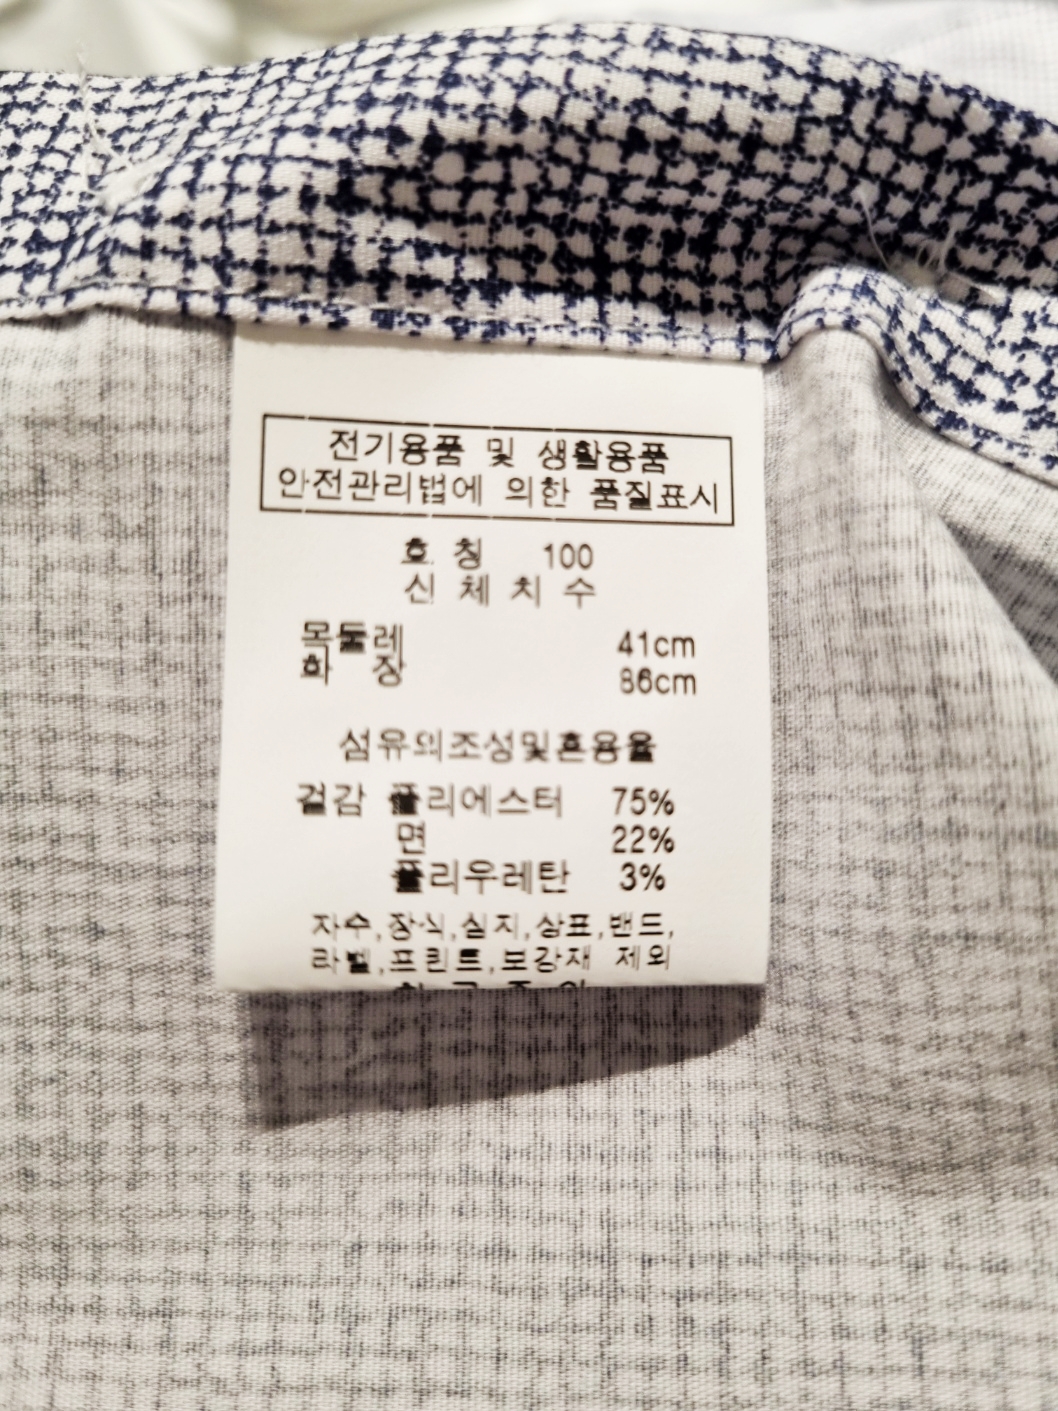 전기용품 및 생활용품
안전관리법에 의한 품질표시
호 칭 100
신 체 치 수
목둘레 41cm
화 장 86cm
섬유의조성및혼용율
겉감 폴리에스터 75%
면 22%
폴리우레탄 3%
자수,장식,실지,상표,밴드,
라벨,프린트,보강재 제외